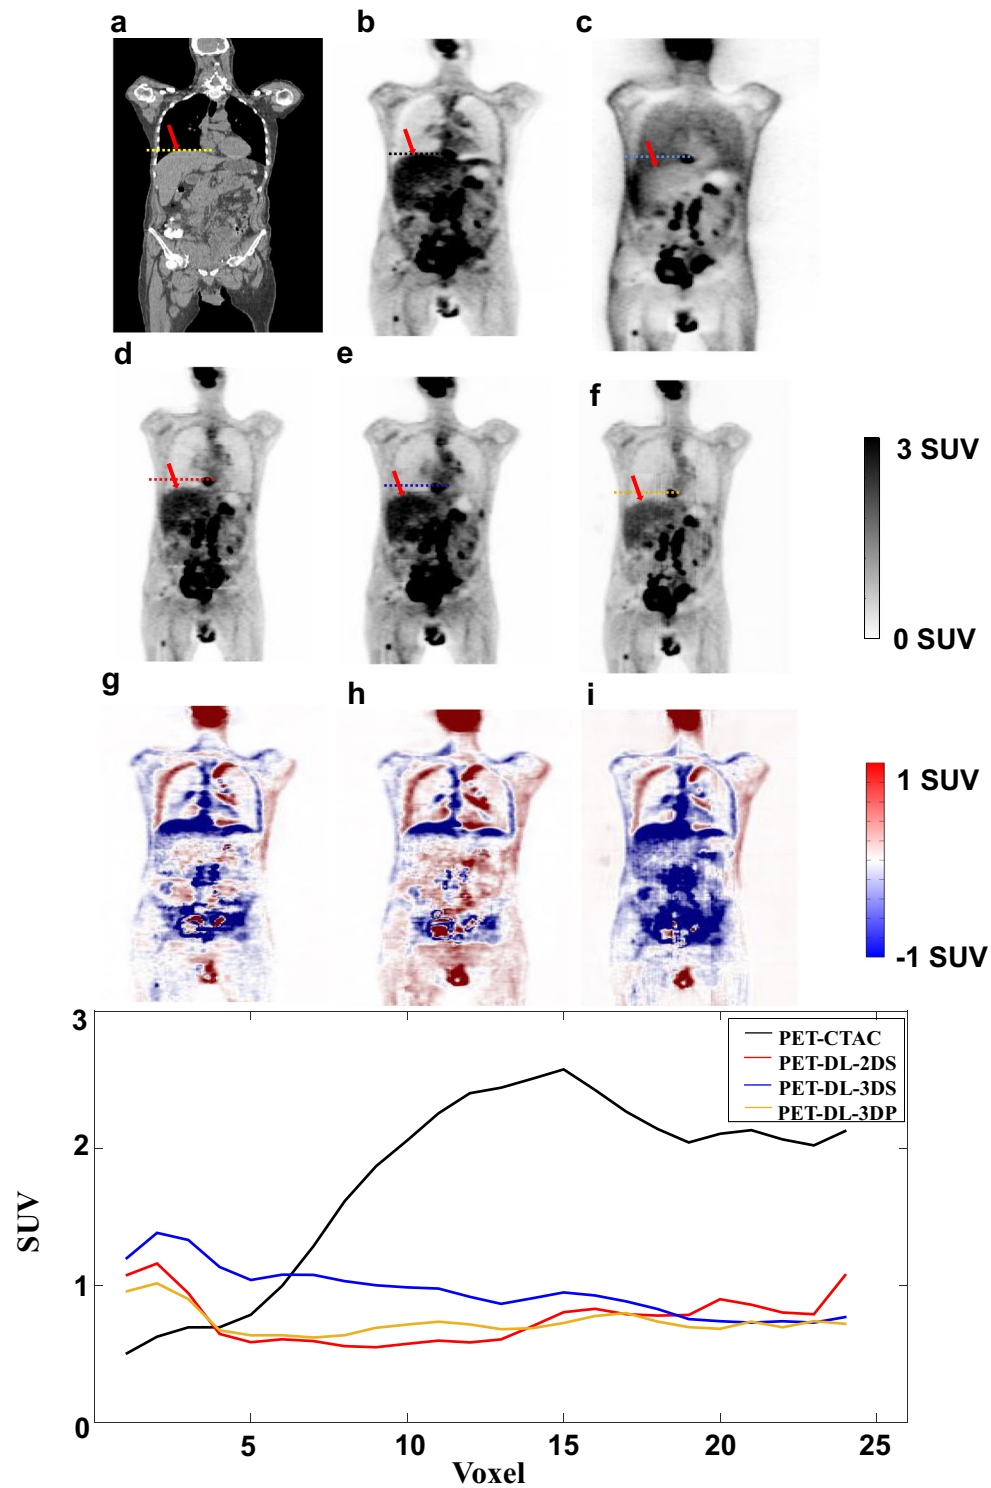 a
b
c
d
e
f
3 SUV
0 SUV
g
h
i
1 SUV
-1 SUV
3
2
1
0
SUV
PET-CTAC
PET-DL-2DS
PET-DL-3DS
PET-DL-3DP
5
10
15
20
25
Voxel